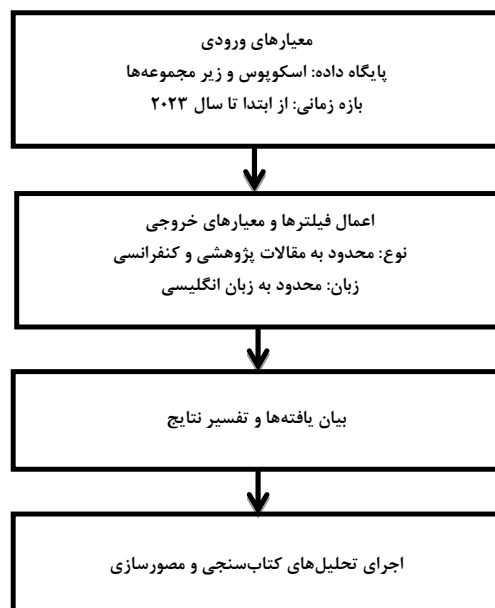 معیارهای ورودی
پایگاه داده: اسکوپوس و زیر مجموعه‌ها
بازه زمانی: از ابتدا تا سال ۲۰۲۳
اعمال فیلترها و معیارهای خروجی
نوع: محدود به مقالات پژوهشی و کنفرانسی
زبان: محدود به زبان انگلیسی
بیان یافته‌ها و تفسیر نتایج
اجرای تحلیل‌های کتاب‌سنجی و مصورسازی